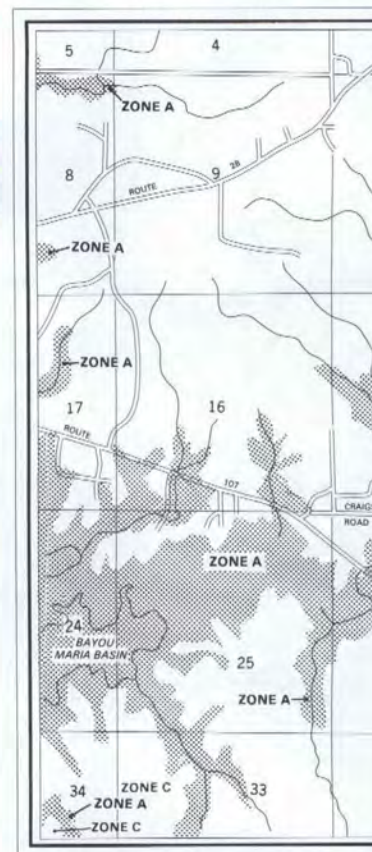 5
4
ZONE A
8
9
28
ROUTE
ZONE A
ZONE A
17
16
ROUTE
107
CRAIG
ROAD
ZONE A
24
BAYOU
MARIA BASIN
25
ZONE A
34
ZONE C
33
ZONE A
ZONE C